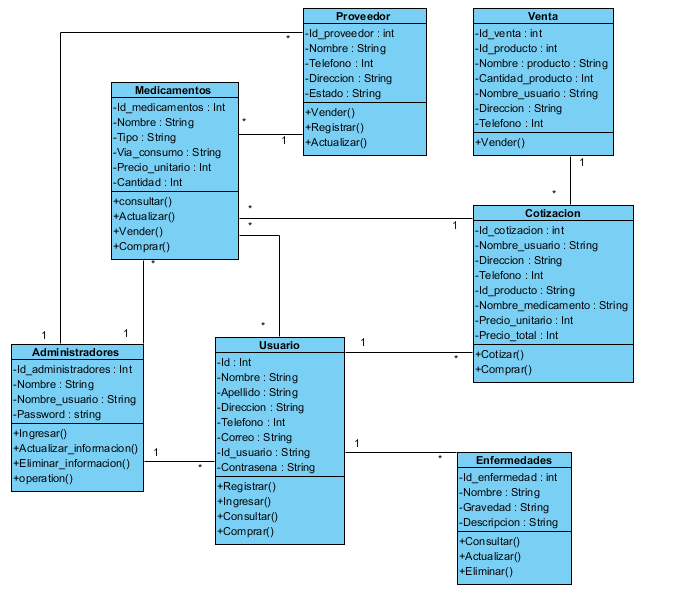 Proveedor
-Id_proveedor : int
-Nombre : String
-Telefono : Int
-Direccion : String
-Estado : String
+Vender()
+Registrar()
+Actualizar()
Venta
-Id_venta : int
-Id_producto : int
-Nombre : producto : String
-Cantidad_producto : Int
-Nombre_usuario : String
-Direccion : String
-Telefono : Int
+Vender()
Medicamentos
-Id_medicamentos : Int
-Nombre : String
-Tipo : String
-Via_consumo : String
-Precio_unitario : Int
-Cantidad : Int
+consultar()
+Actualizar()
+Vender()
+Comprar()
*
*
1
1
*
*
1
*
*
*
1
1
*
Cotizacion
-Id_cotizacion : int
-Nombre_usuario : String
-Direccion : String
-Telefono : Int
-Id_producto : String
-Nombre_medicamento : String
-Precio_unitario : Int
-Precio_total : Int
+Cotizar()
+Comprar()
Administradores
-Id_administradores : Int
-Nombre : String
-Nombre_usuario : String
-Password : string
+Ingresar()
+Actualizar_informacion()
+Eliminar_informacion()
+operation()
Usuario
-Id : Int
-Nombre : String
-Apellido : String
-Direccion : String
-Telefono : Int
-Correo : String
-Id_usuario : String
-Contrasena : String
+Registrar()
+Ingresar()
+Consultar()
+Comprar()
1
*
1
*
1
*
Enfermedades
-Id_enfermedad : int
-Nombre : String
-Gravedad : String
-Descripcion : String
+Consultar()
+Actualizar()
+Eliminar()